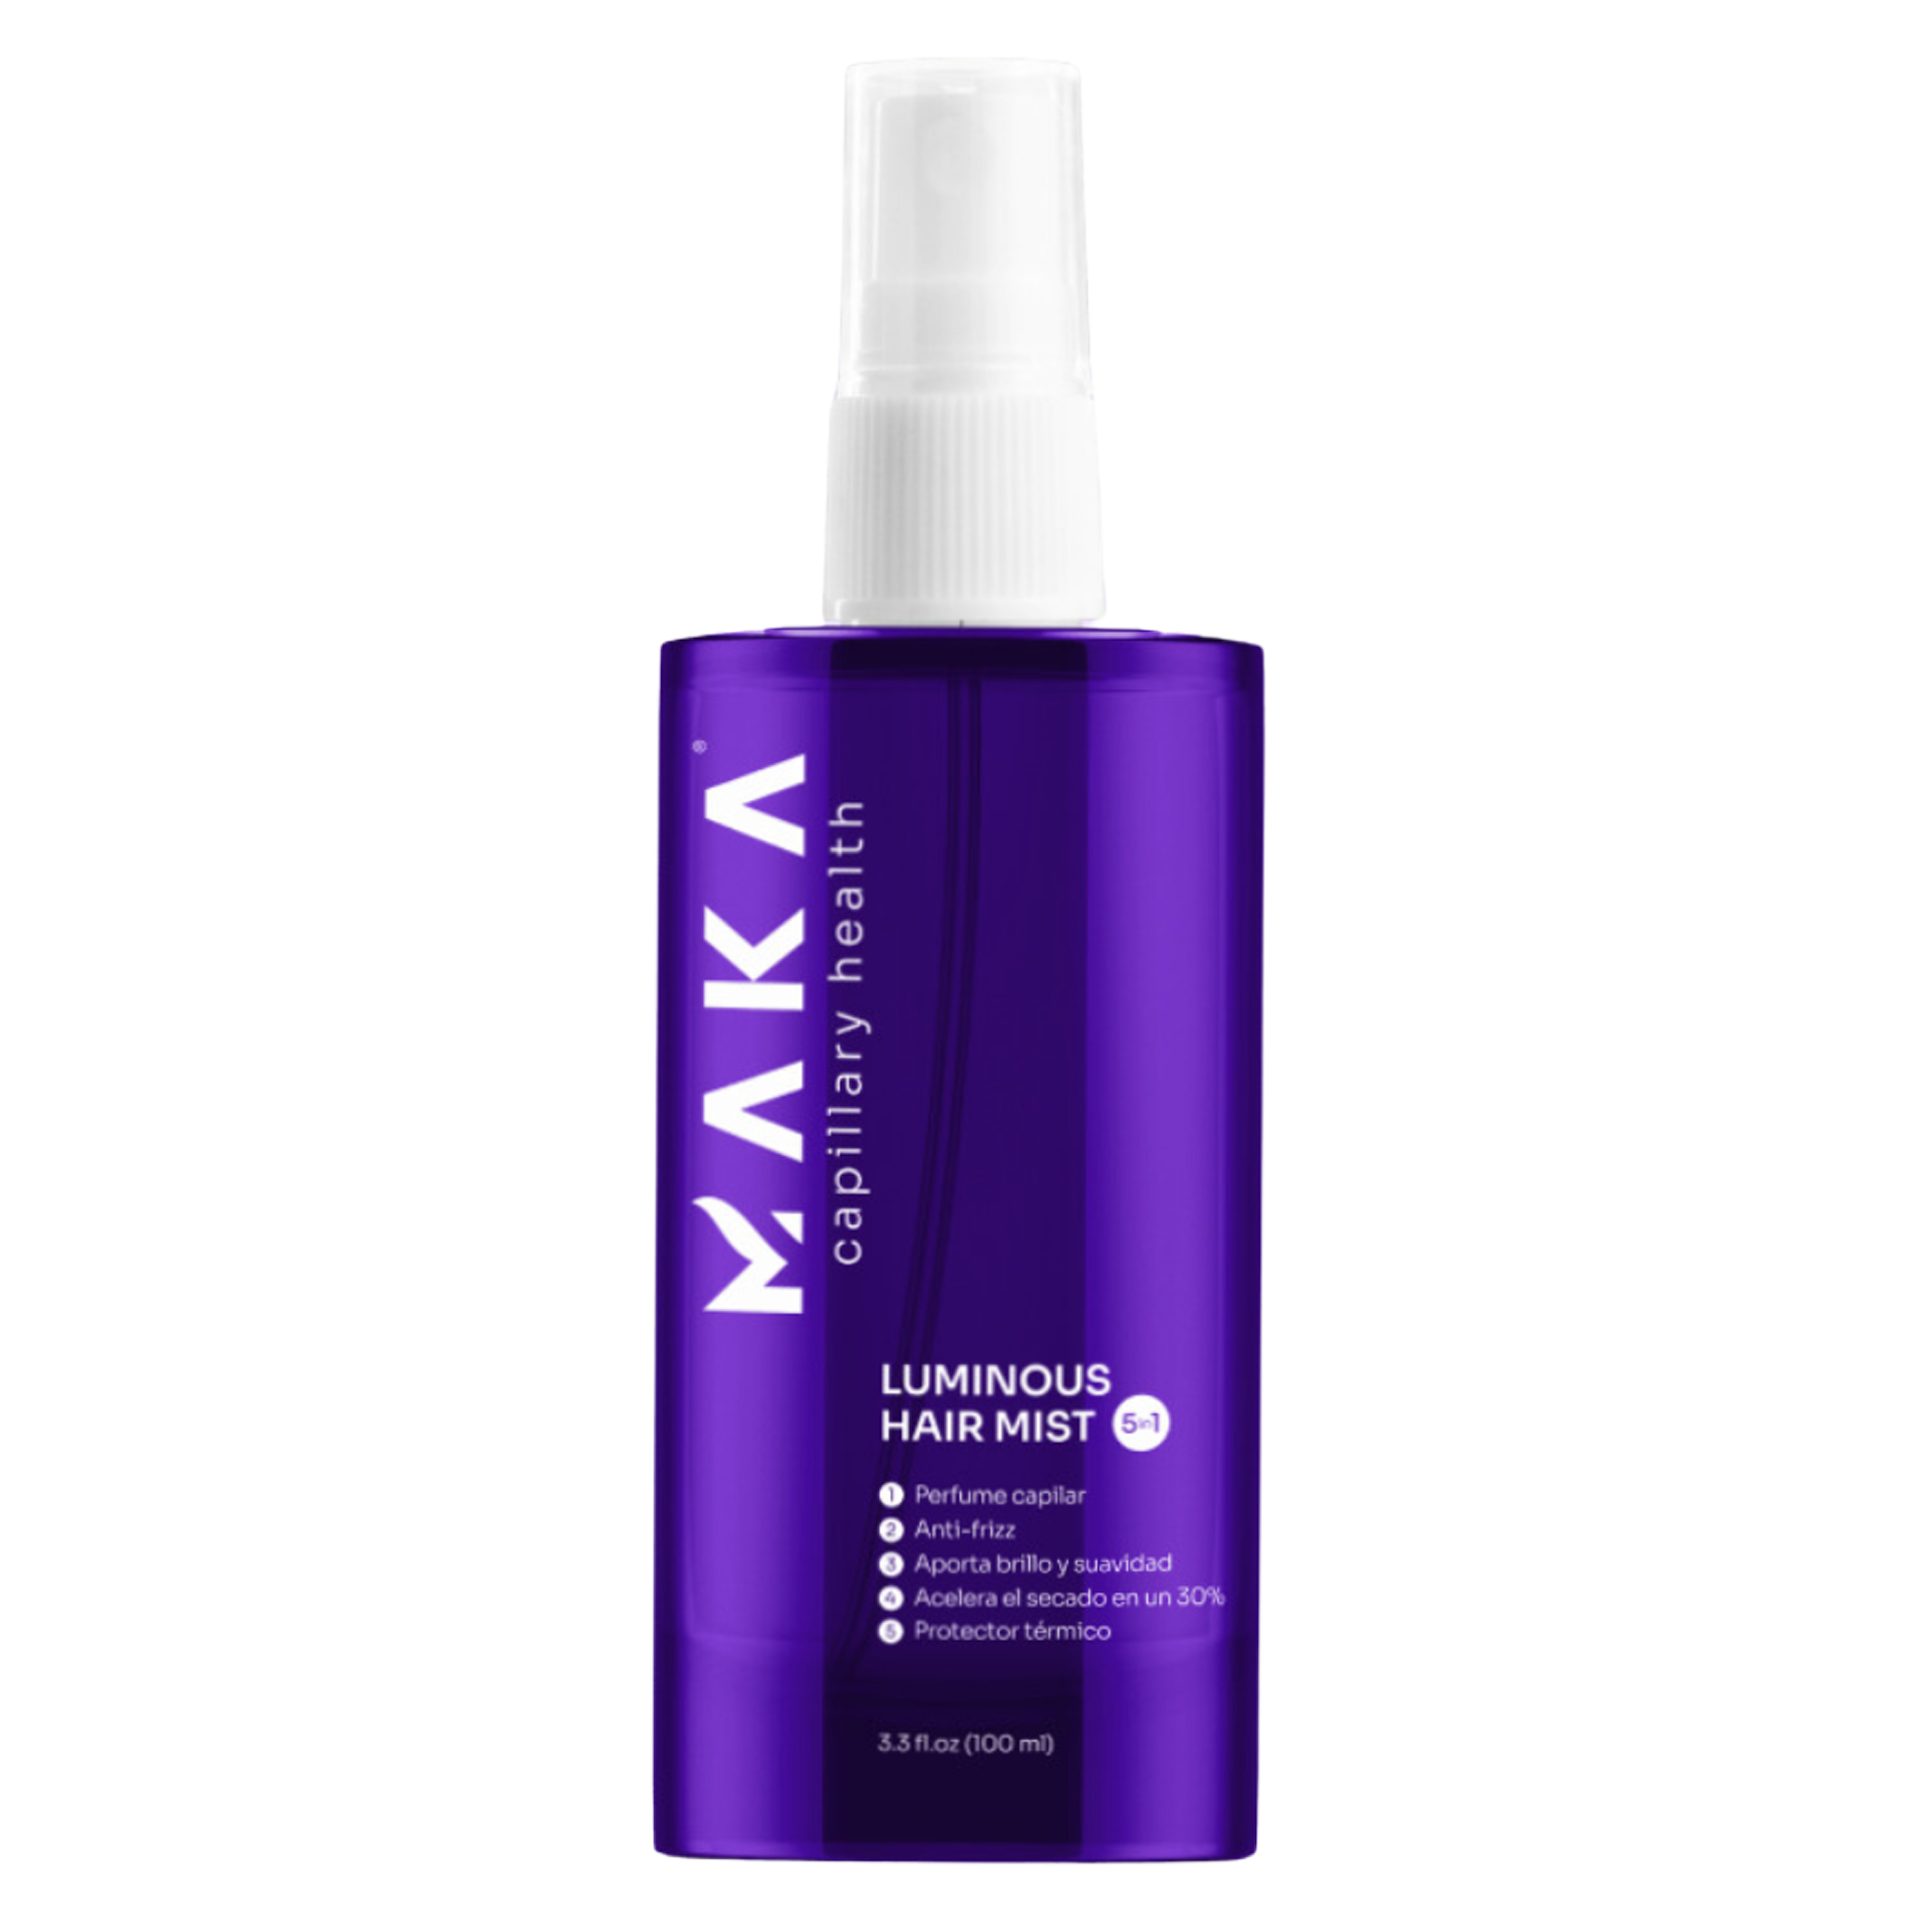 MAKA®
capillary health
LUMINOUS
HAIR MIST 5in1
1 Perfume capilar
2 Anti-frizz
3 Aporta brillo y suavidad
4 Acelera el secado en un 30%
5 Protector térmico
3.3 fl.oz (100 ml)